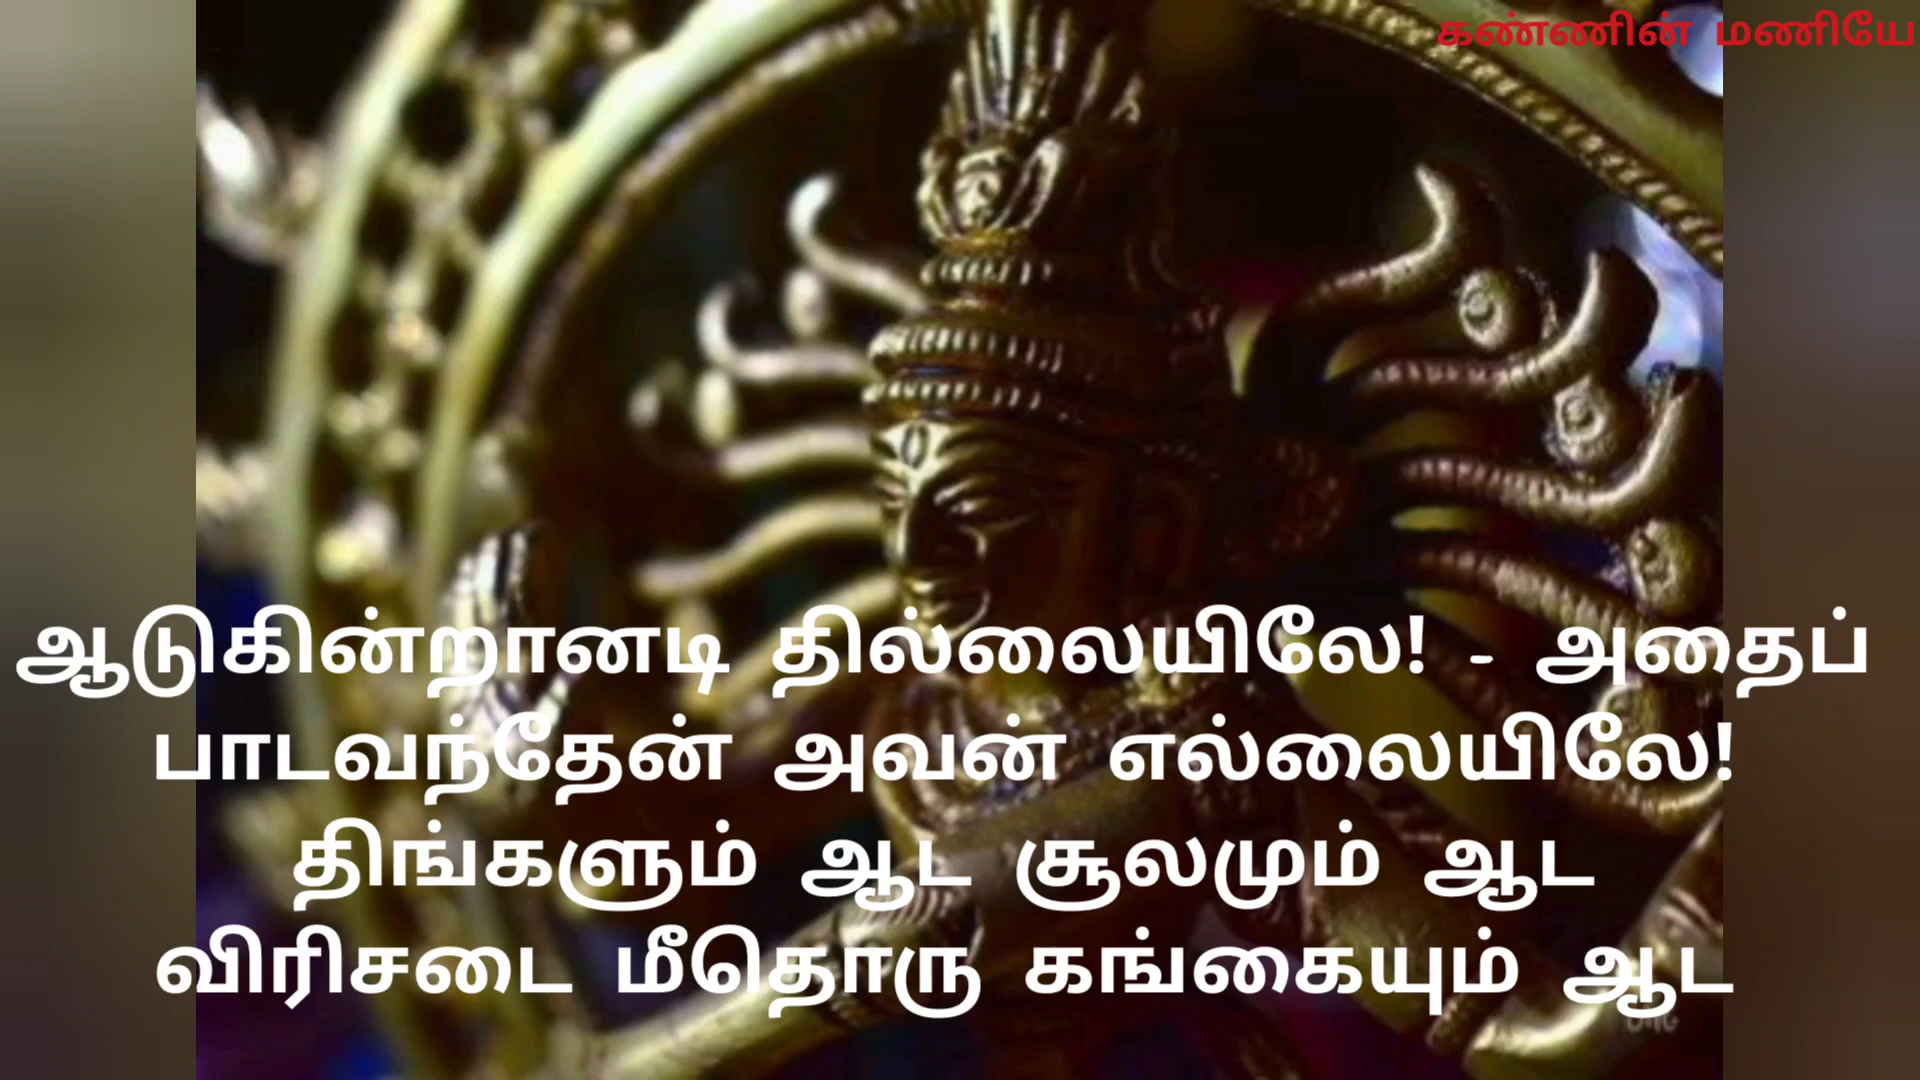 கண்ணின் மணியே
ஆடுகின்றானடி தில்லையிலே! - அதைப்
பாடவந்தேன் அவன் எல்லையிலே!
திங்களும் ஆட சூலமும் ஆட
விரிசடை மீதொரு கங்கையும் ஆட